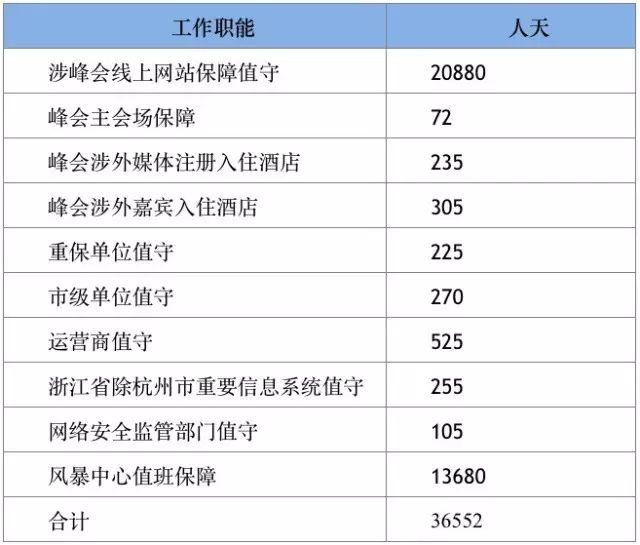 工作职能 人天
涉峰会线上网站保障值守 20880
峰会主会场保障 72
峰会涉外媒体注册入住酒店 235
峰会涉外嘉宾入住酒店 305
重保单位值守 225
市级单位值守 270
运营商值守 525
浙江省除杭州市重要信息系统值守 255
网络安全监管部门值守 105
风暴中心值班保障 13680
合计 36552